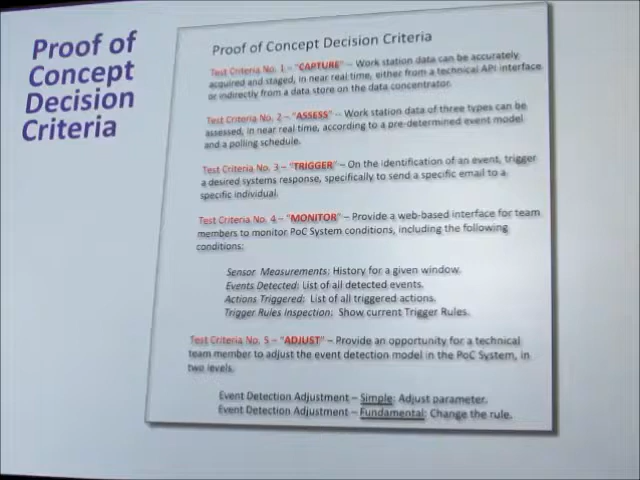 Proof of
Concept
Decision
Criteria
Proof of Concept Decision Criteria
Test Criteria No. 1 – "CAPTURE" – Work station data can be accurately
acquired and staged, in near real time, either from a technical API interface
or indirectly from a data store on the data concentrator.
Test Criteria No. 2 – "ASSESS" – Work station data of three types can be
assessed, in near real time, according to a pre-determined event model
and a polling schedule.
Test Criteria No. 3 – "TRIGGER" – On the identification of an event, trigger
a desired systems response, specifically to send a specific email to a
specific individual.
Test Criteria No. 4 – "MONITOR" – Provide a web-based interface for team
members to monitor PoC System conditions, including the following
conditions:
Sensor Measurements: History for a given window.
Events Detected: List of all detected events.
Actions Triggered: List of all triggered actions.
Trigger Rules Inspection: Show current Trigger Rules.
Test Criteria No. 5 – "ADJUST" – Provide an opportunity for a technical
team member to adjust the event detection model in the PoC System, in
two levels.
Event Detection Adjustment – Simple: Adjust parameter.
Event Detection Adjustment – Fundamental: Change the rule.